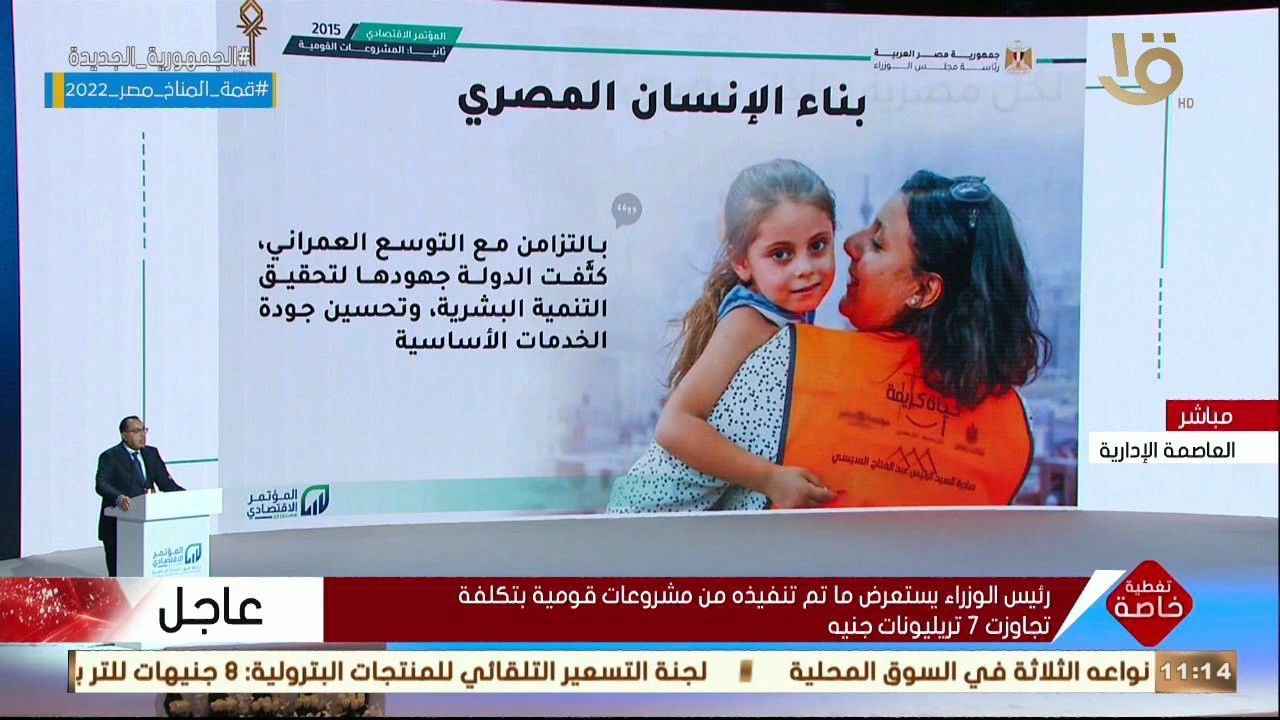 #الجمهورية_الجديدة
#قمة_المناخ_مصر_2022
المؤتمر الاقتصادي 2015
ثانيًا: المشروعات القومية
جمهورية مصر العربية
رئاسة مجلس الوزراء
HD
بناء الإنسان المصري
بالتزامن مع التوسع العمراني،
كثَّفت الدولة جهودها لتحقيق
التنمية البشرية، وتحسين جودة
الخدمات الأساسية
حياة كريمة
مبادرة السيد الرئيس عبد الفتاح السيسي
مباشر
العاصمة الإدارية
المؤتمر
الاقتصادي
المؤتمر
الاقتصادي
تغطية
خاصة
عاجل
رئيس الوزراء يستعرض ما تم تنفيذه من مشروعات قومية بتكلفة
تجاوزت 7 تريليونات جنيه
11:14
نواعه الثلاثة في السوق المحلية
لجنة التسعير التلقائي للمنتجات البترولية: 8 جنيهات للتر ب